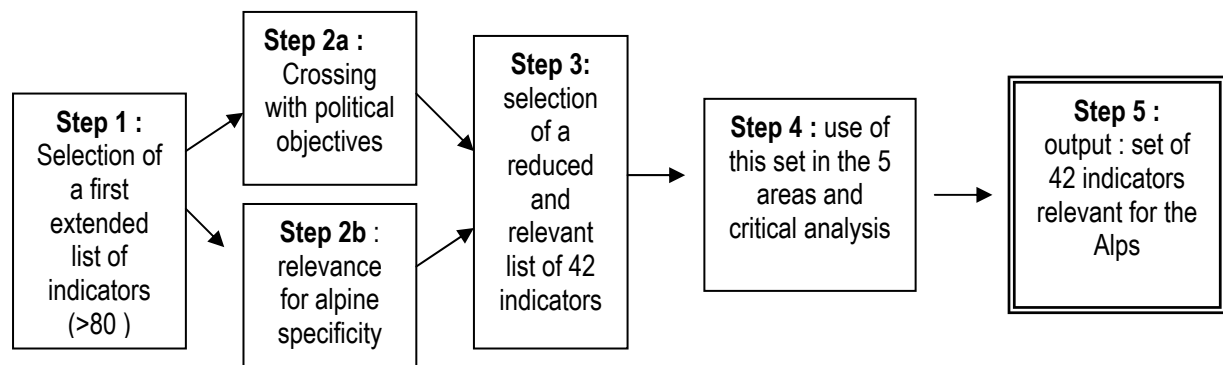 Step 1 :
Selection of
a first
extended
list of
indicators
(>80 )
Step 2a :
Crossing
with political
objectives
Step 2b :
relevance
for alpine
specificity
Step 3:
selection
of a
reduced
and
relevant
list of 42
indicators
Step 4 : use of
this set in the 5
areas and
critical analysis
Step 5 :
output : set of
42 indicators
relevant for the
Alps